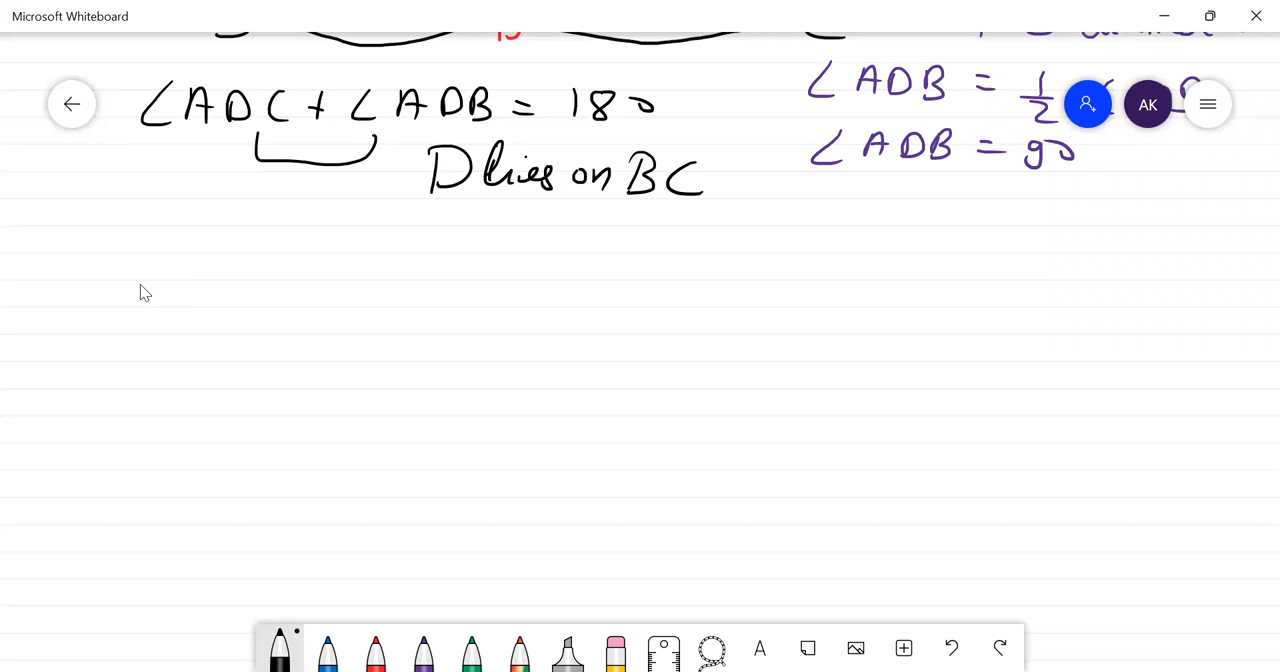 Microsoft Whiteboard
∠ADB = 1/2
∠ADC + ∠ADB = 180
AK
∠ADB = 90
D lies on BC
A